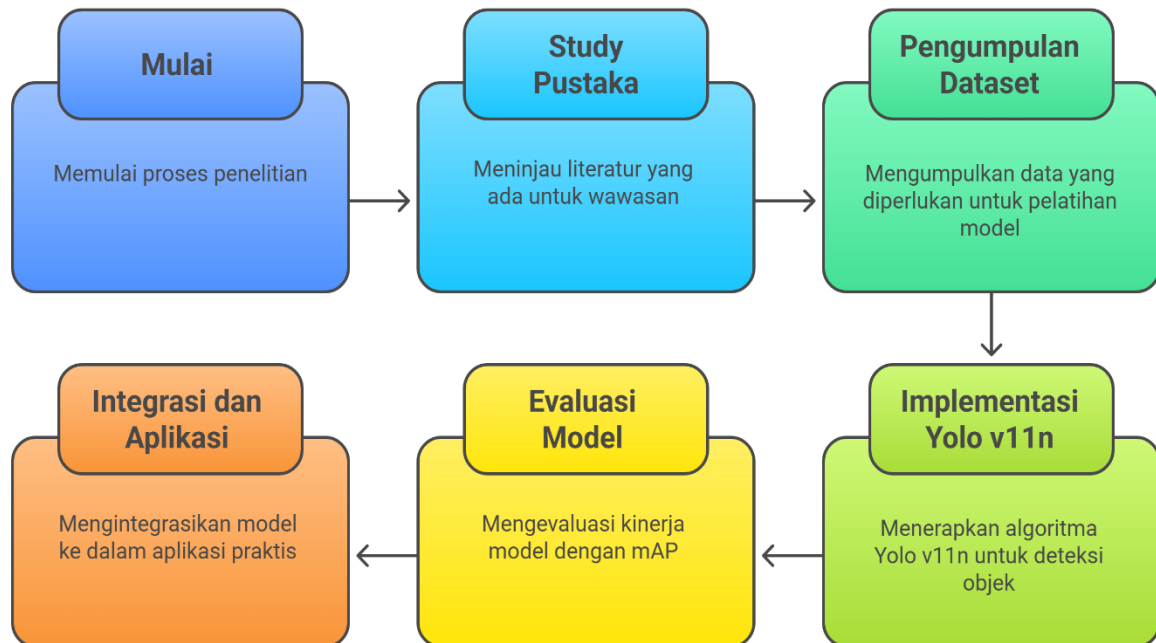 Mulai
Memulai proses penelitian
Study
Pustaka
Meninjau literatur yang
ada untuk wawasan
Pengumpulan
Dataset
Mengumpulkan data yang
diperlukan untuk pelatihan
model
Implementasi
Yolo v11n
Menerapkan algoritma
Yolo v11n untuk deteksi
objek
Evaluasi
Model
Mengevaluasi kinerja
model dengan mAP
Integrasi dan
Aplikasi
Mengintegrasikan model
ke dalam aplikasi praktis